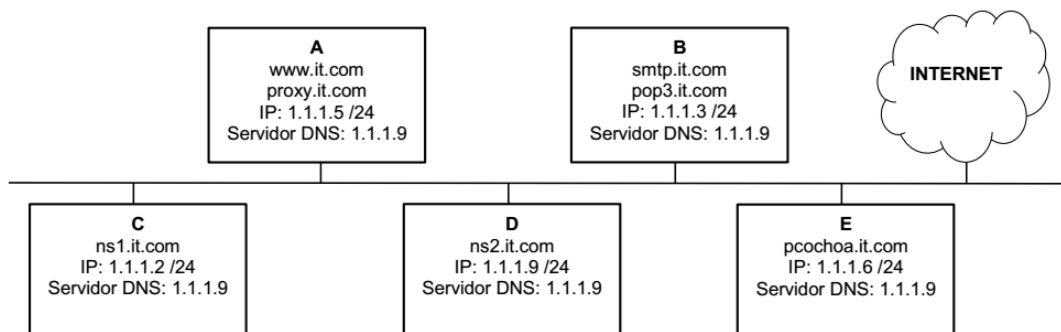 A
www.it.com
proxy.it.com
IP: 1.1.1.5 /24
Servidor DNS: 1.1.1.9
B
smtp.it.com
pop3.it.com
IP: 1.1.1.3 /24
Servidor DNS: 1.1.1.9
INTERNET
C
ns1.it.com
IP: 1.1.1.2 /24
Servidor DNS: 1.1.1.9
D
ns2.it.com
IP: 1.1.1.9 /24
Servidor DNS: 1.1.1.9
E
pcochoa.it.com
IP: 1.1.1.6 /24
Servidor DNS: 1.1.1.9